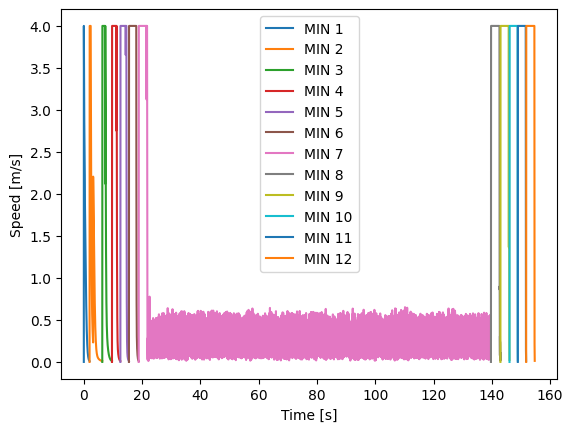 4.0
3.5
3.0
2.5
2.0
1.5
1.0
0.5
0.0
Speed [m/s]
MIN 1
MIN 2
MIN 3
MIN 4
MIN 5
MIN 6
MIN 7
MIN 8
MIN 9
MIN 10
MIN 11
MIN 12
0 20 40 60 80 100 120 140 160
Time [s]